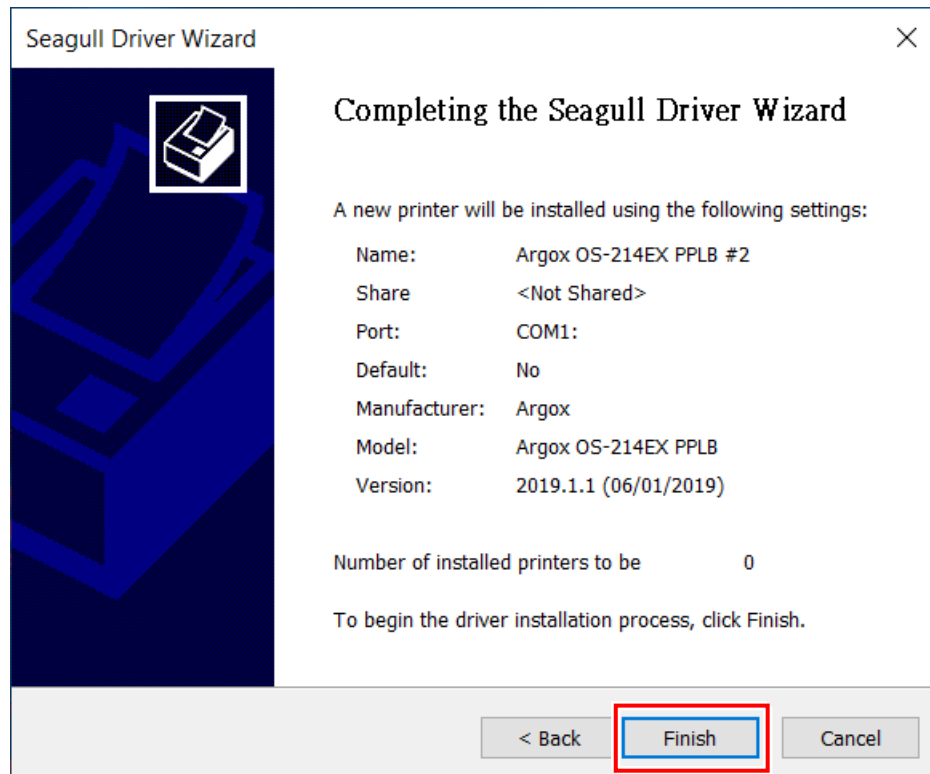 Seagull Driver Wizard
Completing the Seagull Driver Wizard
A new printer will be installed using the following settings:
Name: Argox OS-214EX PPLB #2
Share <Not Shared>
Port: COM1:
Default: No
Manufacturer: Argox
Model: Argox OS-214EX PPLB
Version: 2019.1.1 (06/01/2019)
Number of installed printers to be 0
To begin the driver installation process, click Finish.
< Back Finish Cancel